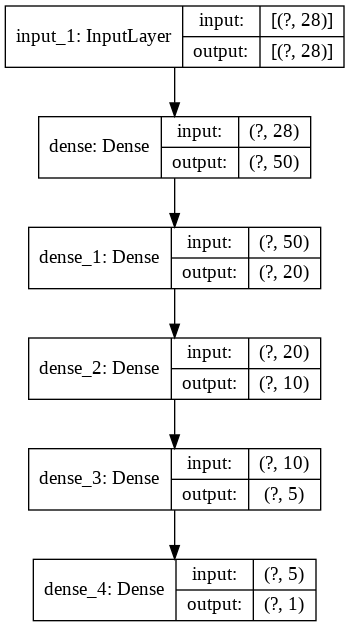 input_1: InputLayer
input: [(?, 28)]
output: [(?, 28)]
dense: Dense
input: (?, 28)
output: (?, 50)
dense_1: Dense
input: (?, 50)
output: (?, 20)
dense_2: Dense
input: (?, 20)
output: (?, 10)
dense_3: Dense
input: (?, 10)
output: (?, 5)
dense_4: Dense
input: (?, 5)
output: (?, 1)